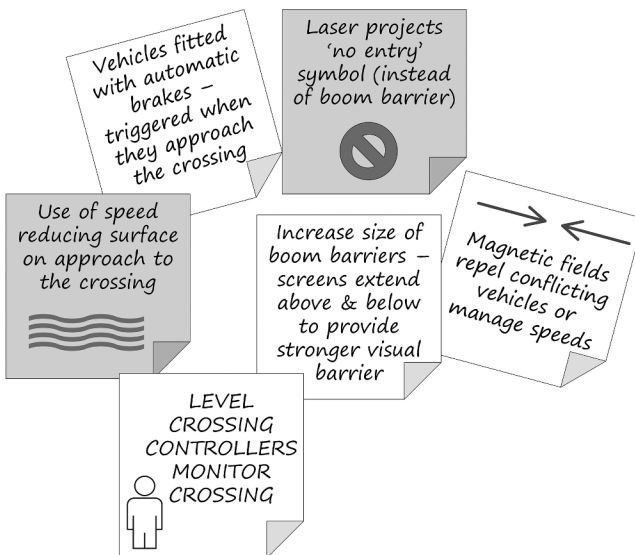 Vehicles fitted
with automatic
brakes –
triggered when
they approach
the crossing
Laser projects
‘no entry’
symbol (instead
of boom barrier)
Use of speed
reducing surface
on approach to
the crossing
Increase size of
boom barriers –
screens extend
above & below
to provide
stronger visual
barrier
Magnetic fields
repel conflicting
vehicles or
manage speeds
LEVEL
CROSSING
CONTROLLERS
MONITOR
CROSSING